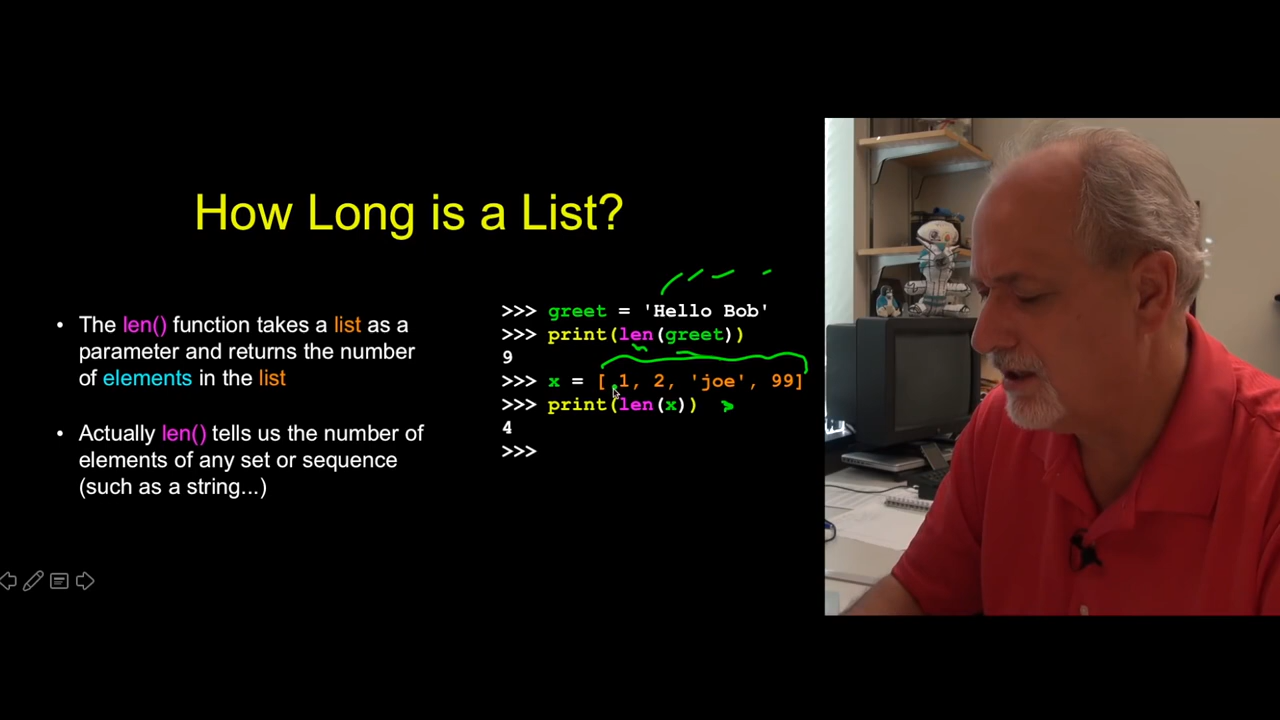 How Long is a List?
• The len() function takes a list as a
parameter and returns the number
of elements in the list
• Actually len() tells us the number of
elements of any set or sequence
(such as a string...)
>>> greet = 'Hello Bob'
>>> print(len(greet))
9
>>> x = [ 1, 2, 'joe', 99]
>>> print(len(x))
4
>>>